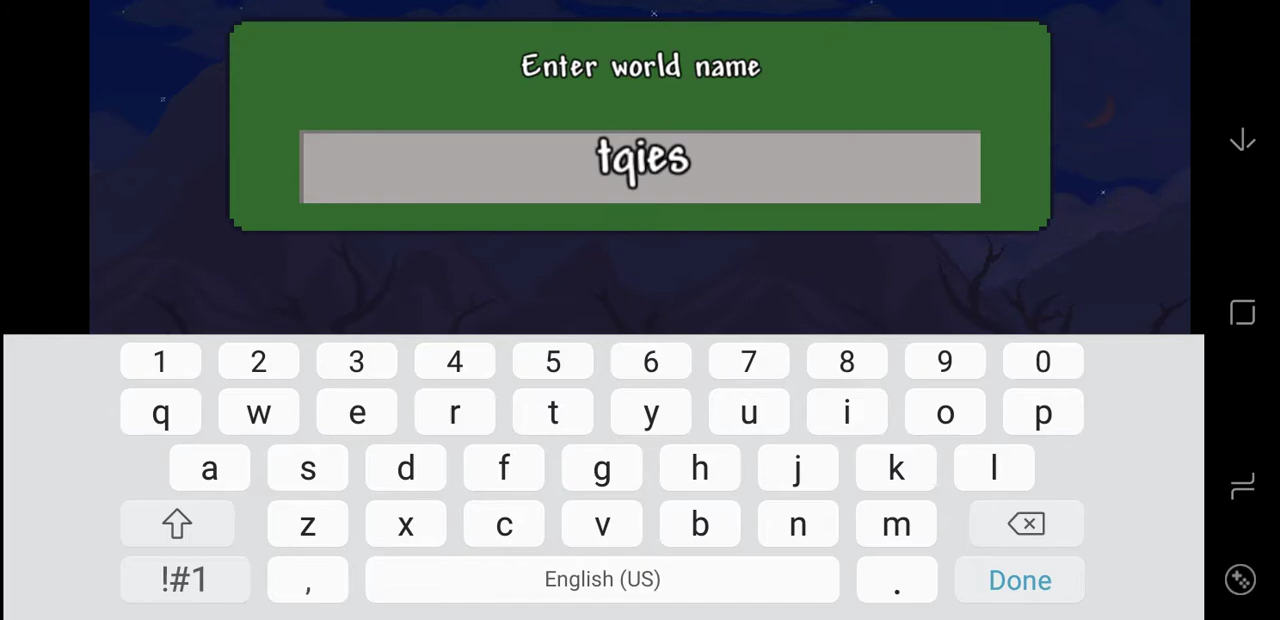 Enter world name
tqies
1 2 3 4 5 6 7 8 9 0
q w e r t y u i o p
a s d f g h j k l
z x c v b n m
!#1 , English (US) . Done